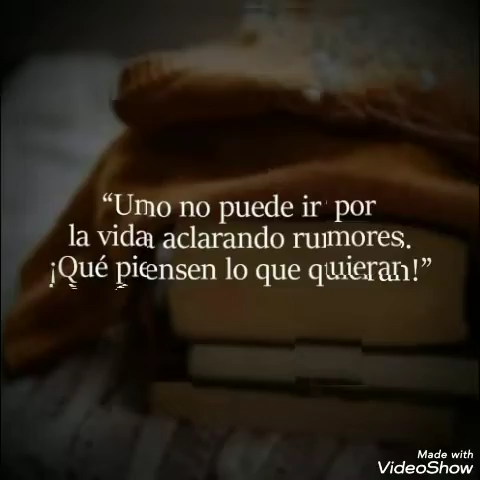 “Uno no puede ir por
la vida aclarando rumores.
¡Qué piensen lo que quieran!”
Made with
VideoShow